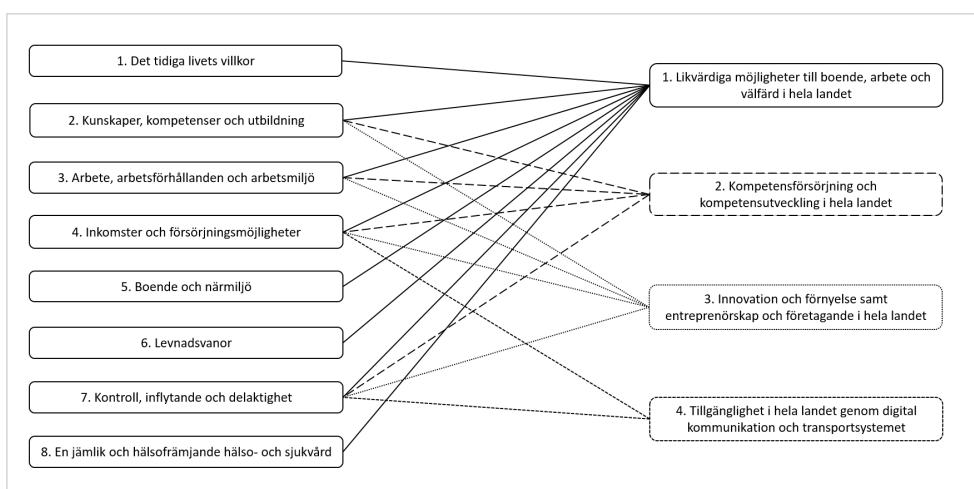 1. Det tidiga livets villkor
2. Kunskaper, kompetenser och utbildning
3. Arbete, arbetsförhållanden och arbetsmiljö
4. Inkomster och försörjningsmöjligheter
5. Boende och närmiljö
6. Levnadsvanor
7. Kontroll, inflytande och delaktighet
8. En jämlik och hälsofrämjande hälso- och sjukvård
1. Likvärdiga möjligheter till boende, arbete och
välfärd i hela landet
2. Kompetensförsörjning och
kompetensutveckling i hela landet
3. Innovation och förnyelse samt
entreprenörskap och företagande i hela landet
4. Tillgänglighet i hela landet genom digital
kommunikation och transportsystemet